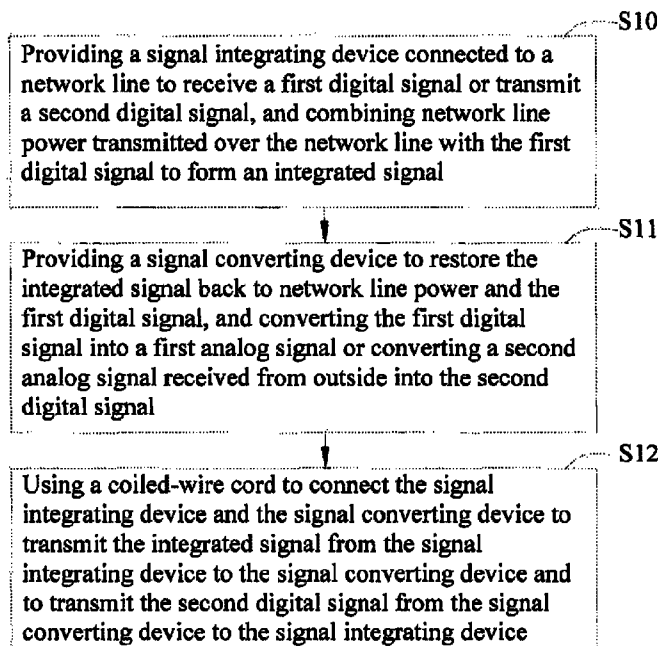 S10
Providing a signal integrating device connected to a
network line to receive a first digital signal or transmit
a second digital signal, and combining network line
power transmitted over the network line with the first
digital signal to form an integrated signal
S11
Providing a signal converting device to restore the
integrated signal back to network line power and the
first digital signal, and converting the first digital
signal into a first analog signal or converting a second
analog signal received from outside into the second
digital signal
S12
Using a coiled-wire cord to connect the signal
integrating device and the signal converting device to
transmit the integrated signal from the signal
integrating device to the signal converting device and
to transmit the second digital signal from the signal
converting device to the signal integrating device